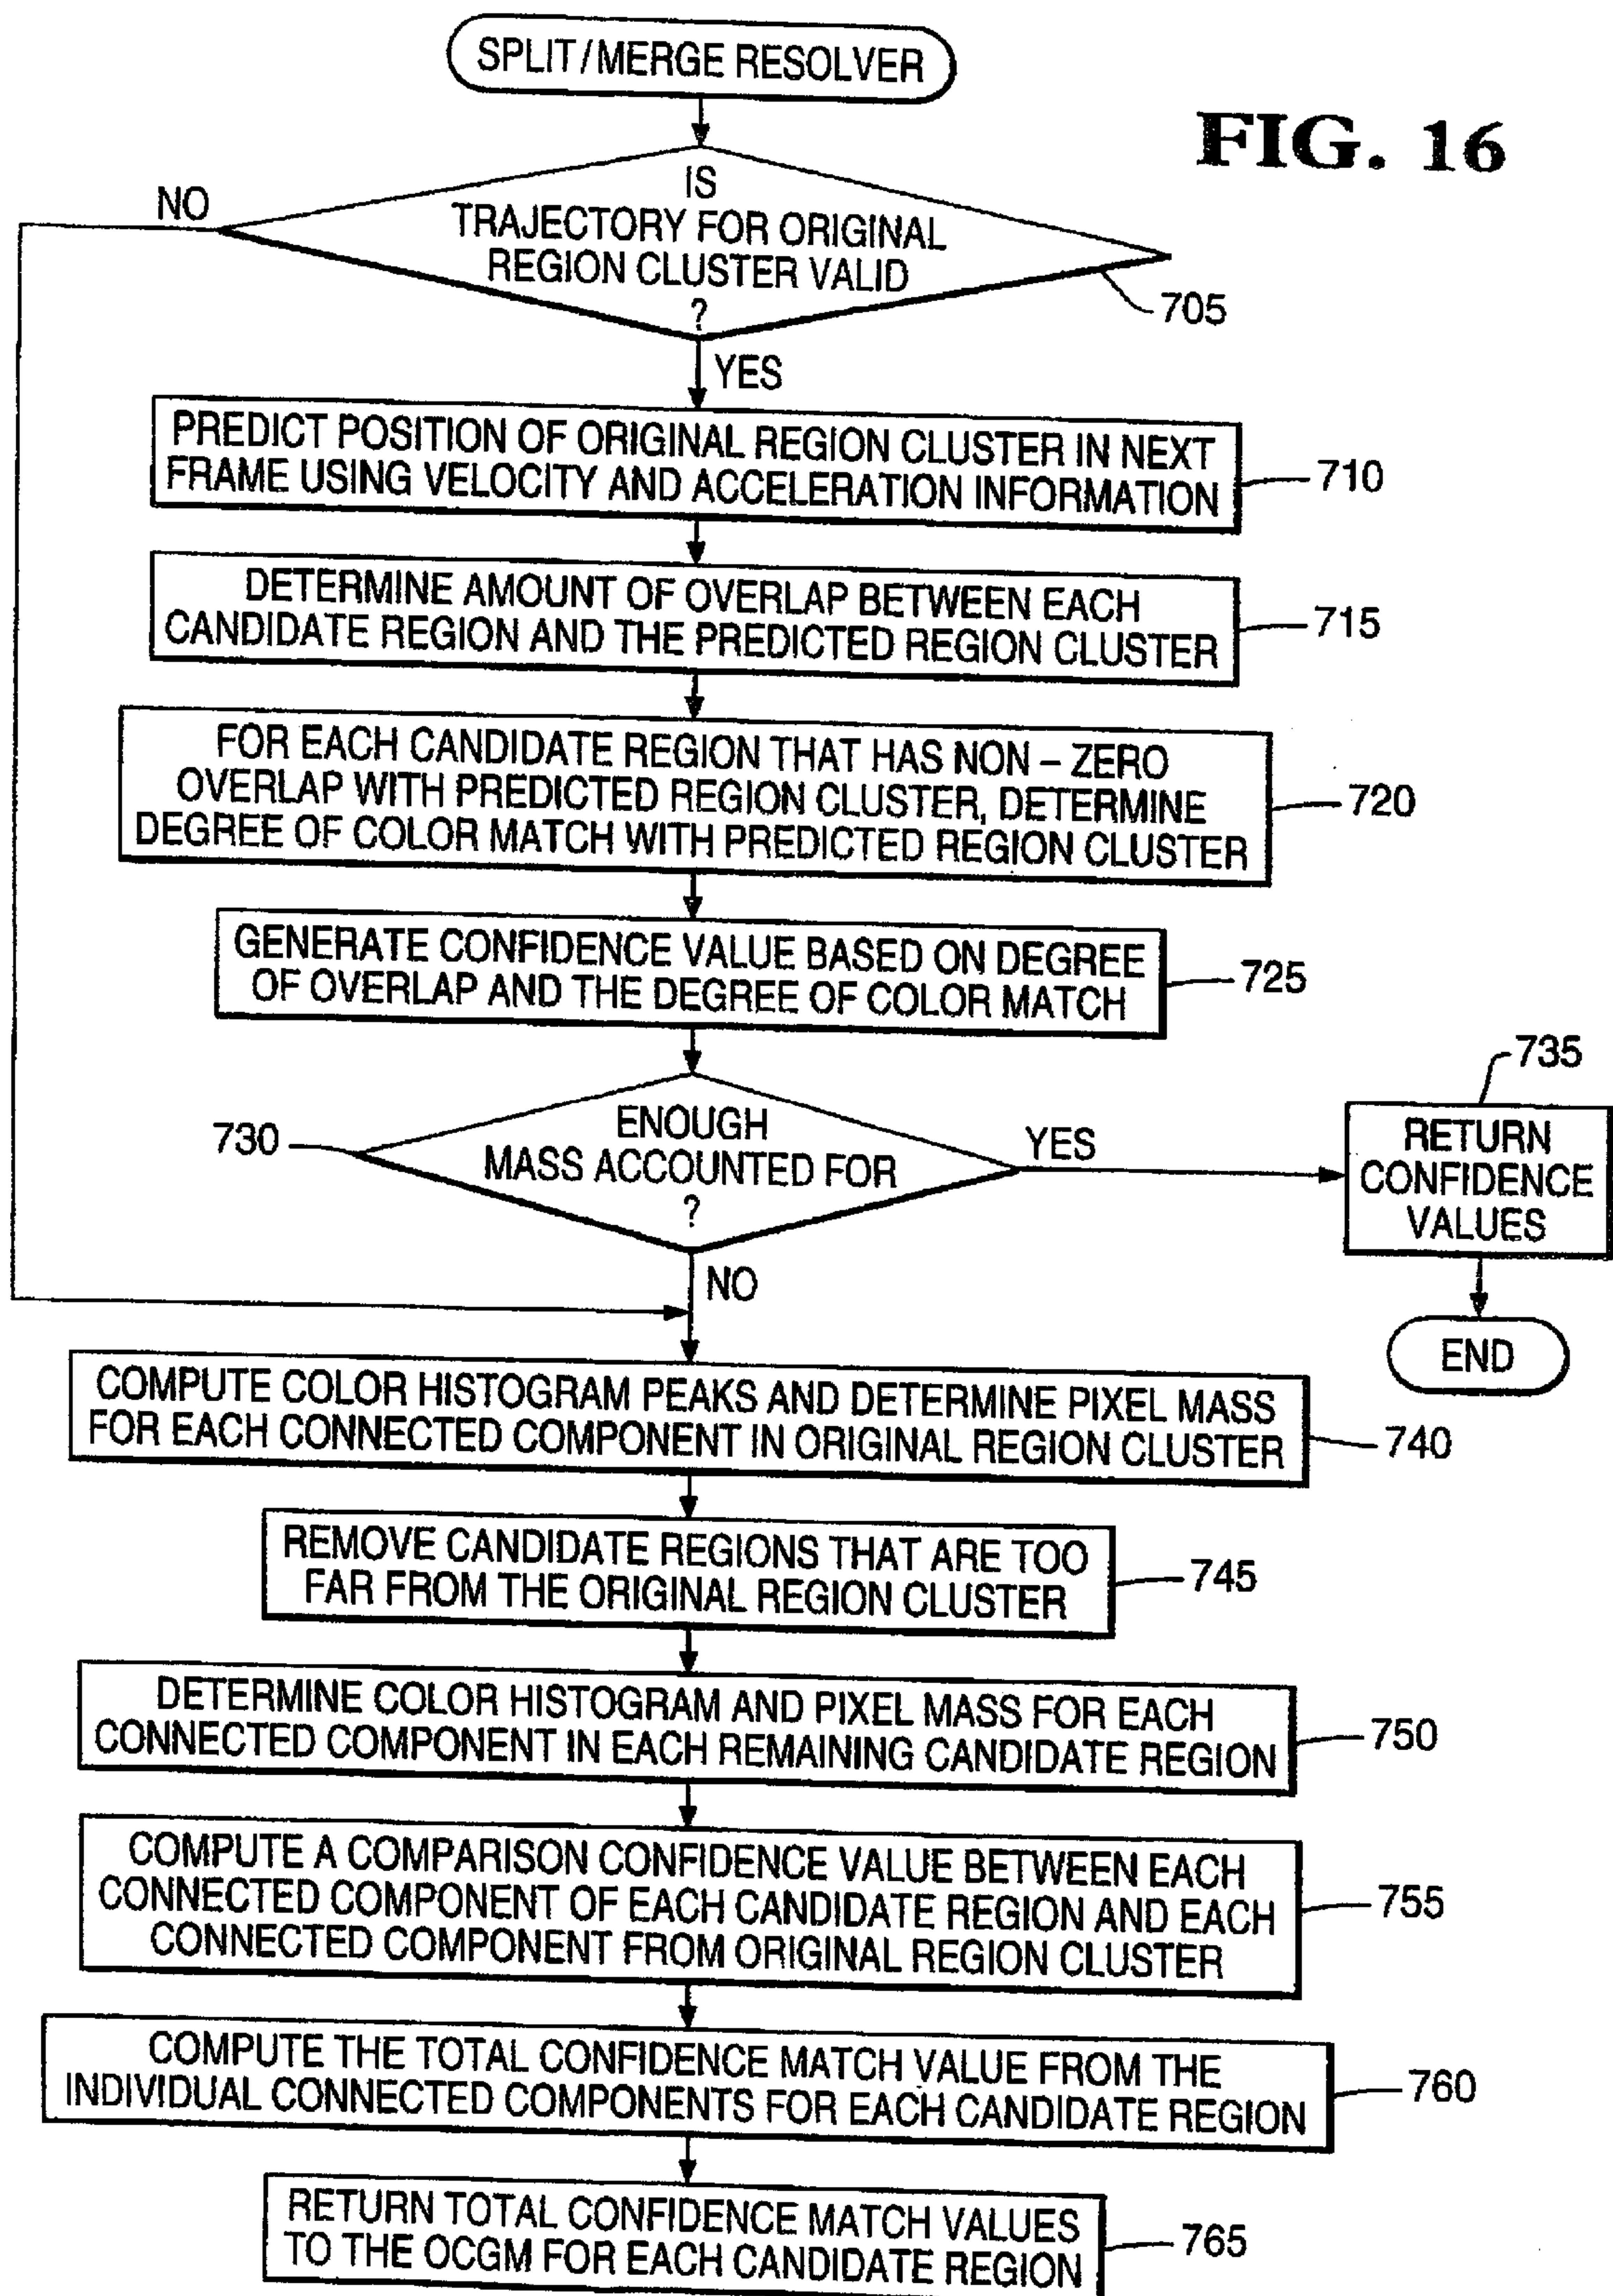 SPLIT/MERGE RESOLVER
FIG. 16
IS
TRAJECTORY FOR ORIGINAL
REGION CLUSTER VALID
?
NO
705
YES
PREDICT POSITION OF ORIGINAL REGION CLUSTER IN NEXT
FRAME USING VELOCITY AND ACCELERATION INFORMATION
710
DETERMINE AMOUNT OF OVERLAP BETWEEN EACH
CANDIDATE REGION AND THE PREDICTED REGION CLUSTER
715
FOR EACH CANDIDATE REGION THAT HAS NON – ZERO
OVERLAP WITH PREDICTED REGION CLUSTER, DETERMINE
DEGREE OF COLOR MATCH WITH PREDICTED REGION CLUSTER
720
GENERATE CONFIDENCE VALUE BASED ON DEGREE
OF OVERLAP AND THE DEGREE OF COLOR MATCH
725
730
ENOUGH
MASS ACCOUNTED FOR
?
YES
735
RETURN
CONFIDENCE
VALUES
END
NO
COMPUTE COLOR HISTOGRAM PEAKS AND DETERMINE PIXEL MASS
FOR EACH CONNECTED COMPONENT IN ORIGINAL REGION CLUSTER
740
REMOVE CANDIDATE REGIONS THAT ARE TOO
FAR FROM THE ORIGINAL REGION CLUSTER
745
DETERMINE COLOR HISTOGRAM AND PIXEL MASS FOR EACH
CONNECTED COMPONENT IN EACH REMAINING CANDIDATE REGION
750
COMPUTE A COMPARISON CONFIDENCE VALUE BETWEEN EACH
CONNECTED COMPONENT OF EACH CANDIDATE REGION AND EACH
CONNECTED COMPONENT FROM ORIGINAL REGION CLUSTER
755
COMPUTE THE TOTAL CONFIDENCE MATCH VALUE FROM THE
INDIVIDUAL CONNECTED COMPONENTS FOR EACH CANDIDATE REGION
760
RETURN TOTAL CONFIDENCE MATCH VALUES
TO THE OCGM FOR EACH CANDIDATE REGION
765